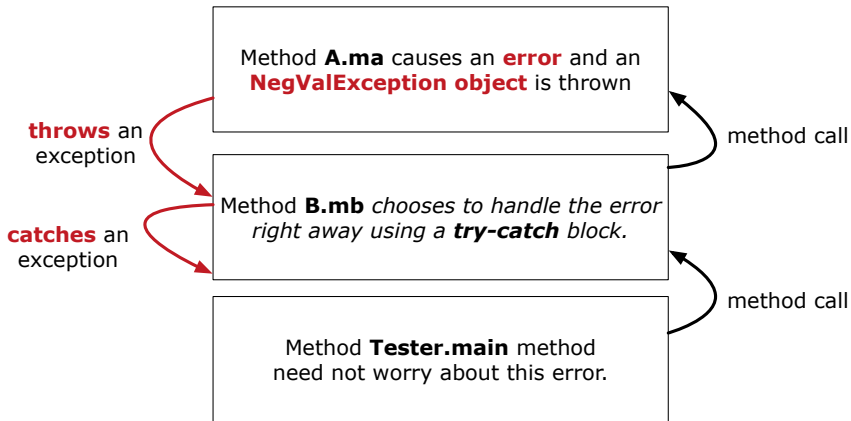 Method A.ma causes an error and an
NegValException object is thrown
throws an
exception
method call
Method B.mb chooses to handle the error
right away using a try-catch block.
catches an
exception
method call
Method Tester.main method
need not worry about this error.